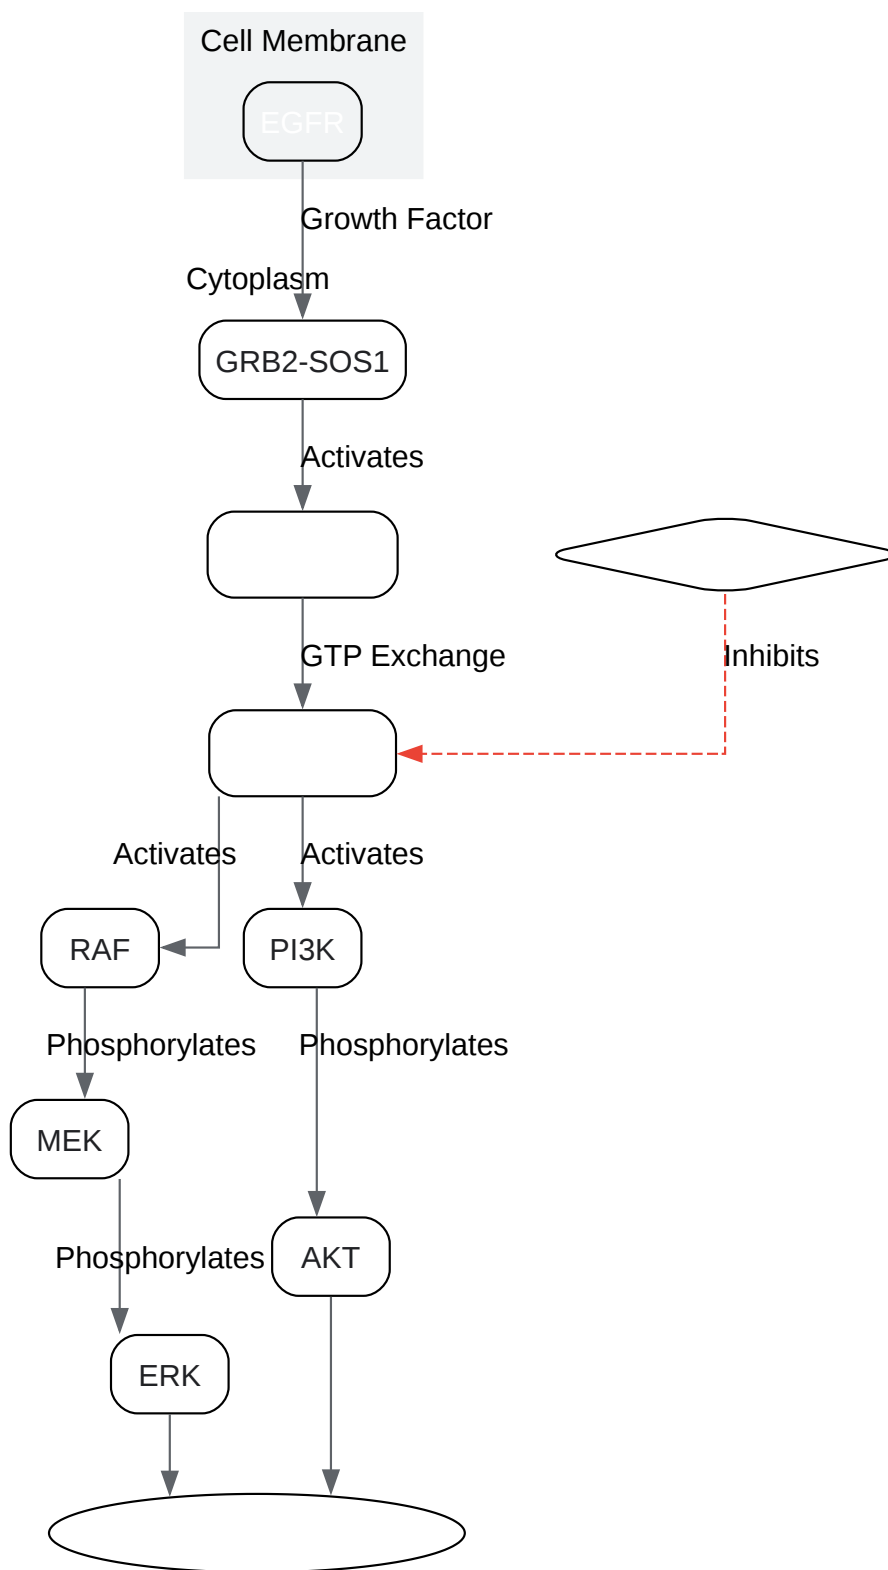 Cell Membrane
EGFR
Growth Factor
Cytoplasm
GRB2-SOS1
Activates
GTP Exchange
Inhibits
Activates
Activates
RAF
PI3K
Phosphorylates
Phosphorylates
MEK
Phosphorylates
AKT
ERK